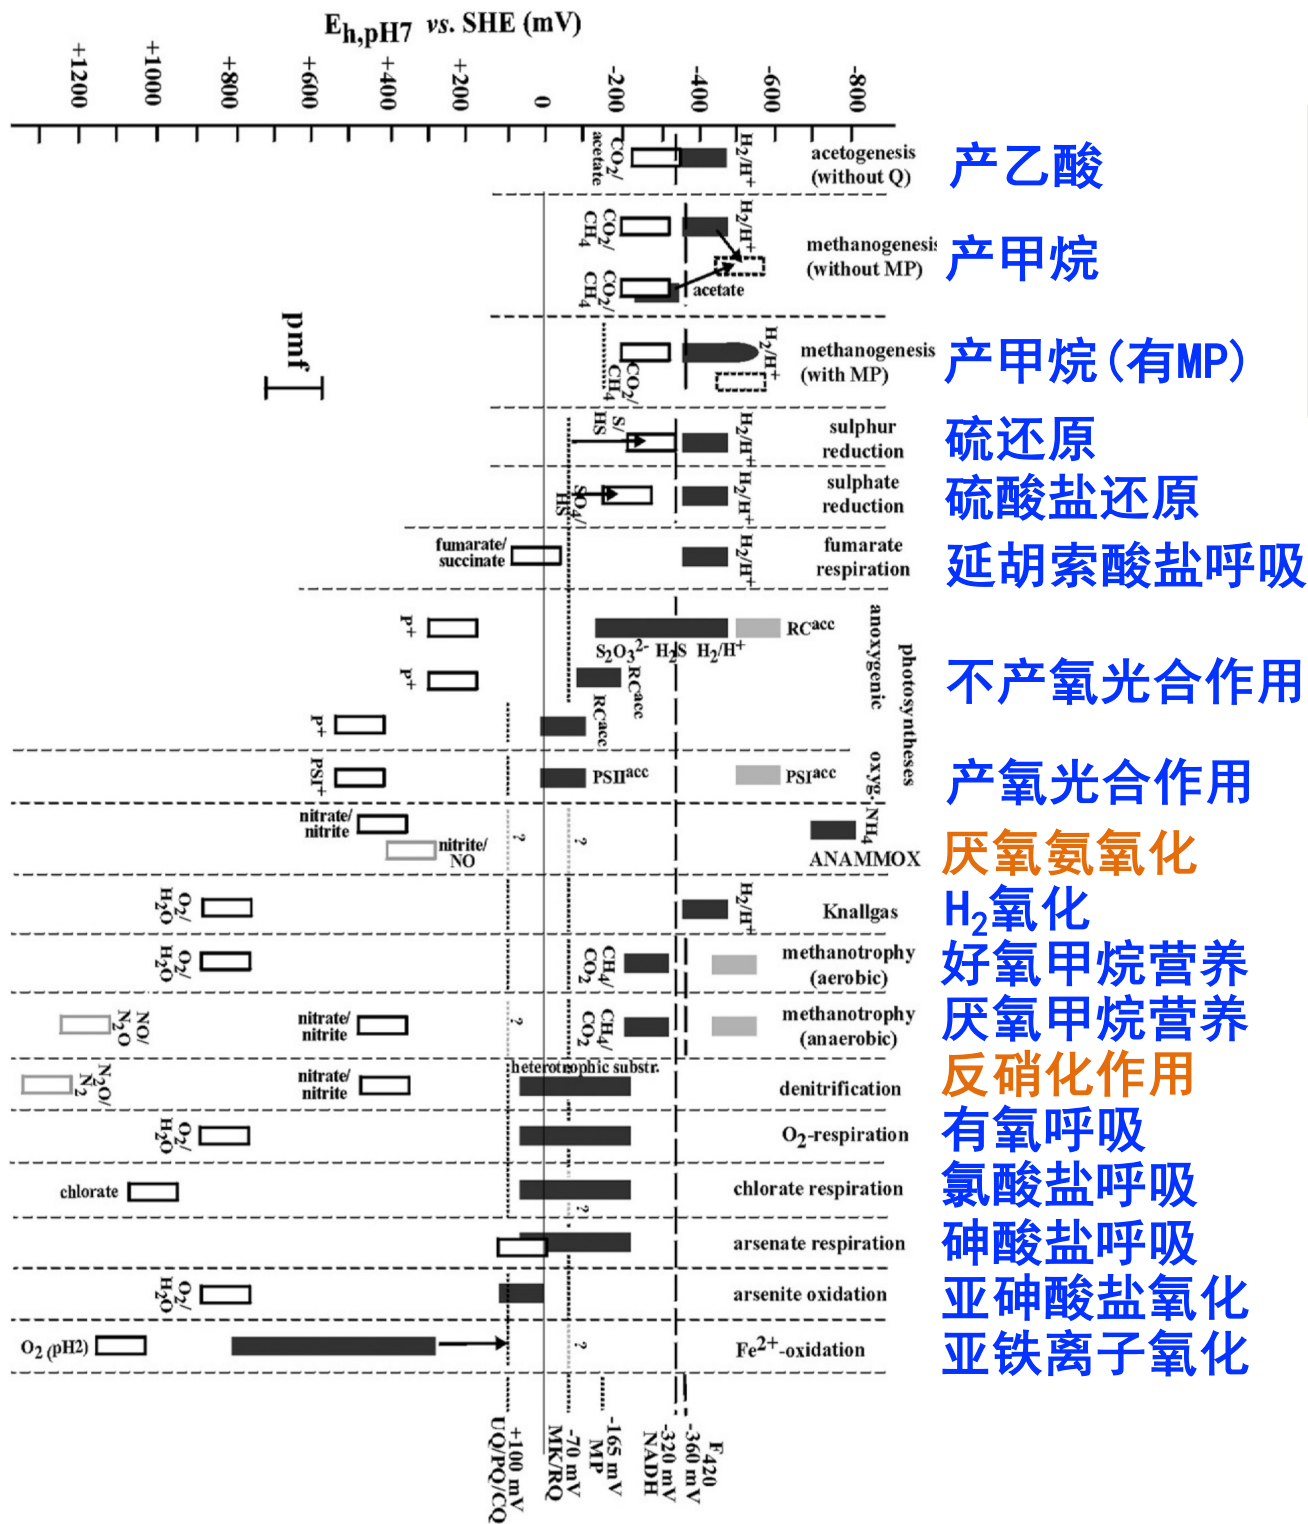 E_h,pH7 vs. SHE (mV)
+1200 +1000 +800 +600 +400 +200 0 -200 -400 -600 -800
CO2/
acetate
H2/H+
acetogenesis
(without Q)
产乙酸
CO2/
CH4
H2/H+
CO2/
CH4
acetate
methanogenesis
(without MP)
产甲烷
pmf
CO2/
CH4
H2/H+
methanogenesis
(with MP)
产甲烷(有MP)
S/
HS
H2/H+
sulphur
reduction
硫还原
SO4/
HS
H2/H+
sulphate
reduction
硫酸盐还原
fumarate/
succinate
H2/H+
fumarate
respiration
延胡索酸盐呼吸
P+
S2O3^2- H2S H2/H+
RCacc
P+
RCacc
P+
RCacc
anoxygenic
photosyntheses
不产氧光合作用
PSI+
PSIIacc
PSIacc
oxyg.
产氧光合作用
nitrate/
nitrite
nitrite/
NO
?
?
NH4
ANAMMOX
厌氧氨氧化
O2/
H2O
H2/H+
Knallgas
H2氧化
O2/
H2O
CH4/
CO2
methanotrophy
(aerobic)
好氧甲烷营养
NO/
N2O
nitrate/
nitrite
?
CH4/
CO2
methanotrophy
(anaerobic)
厌氧甲烷营养
N2O/
N2
nitrate/
nitrite
heterotrophic substr.
denitrification
反硝化作用
O2/
H2O
O2-respiration
有氧呼吸
chlorate
?
chlorate respiration
氯酸盐呼吸
arsenate respiration
砷酸盐呼吸
O2/
H2O
arsenite oxidation
亚砷酸盐氧化
O2 (pH2)
?
Fe2+-oxidation
亚铁离子氧化
+100 mV
UQ/PQ/CQ
-70 mV
MK/RQ
-165 mV
MP
-320 mV
NADH
F420
-360 mV